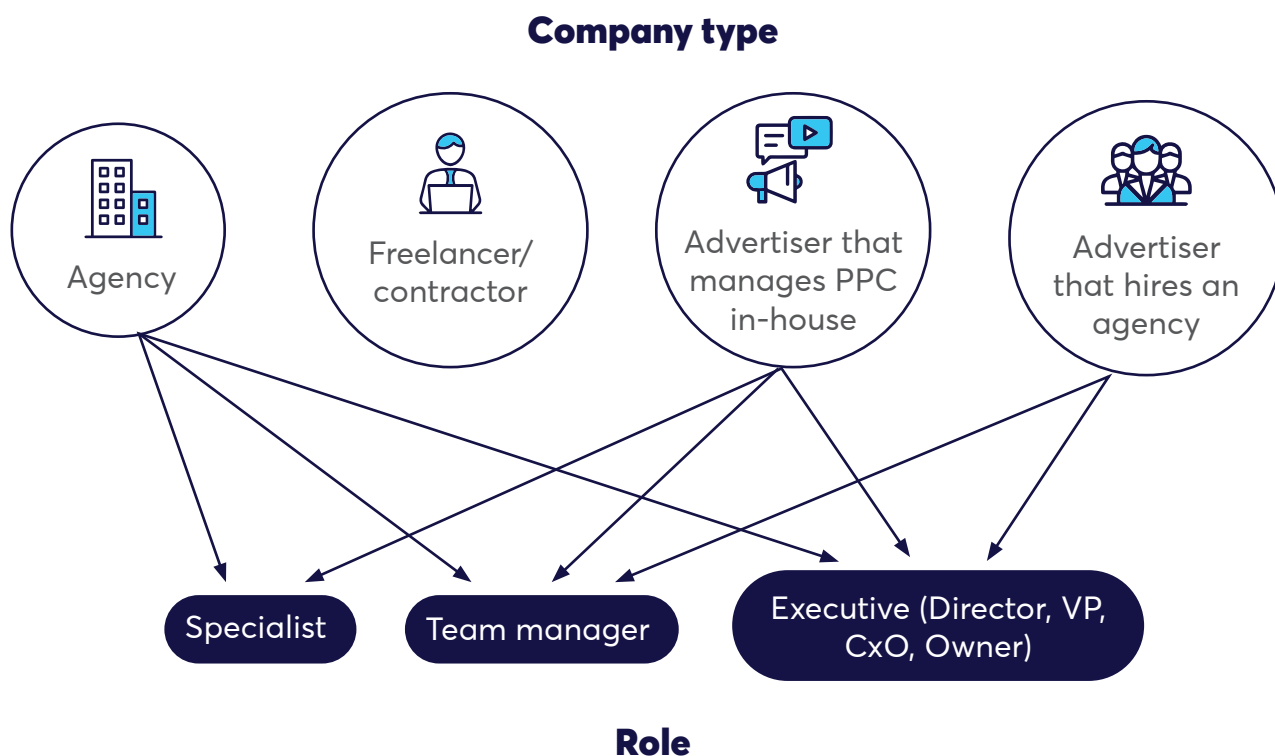 Company type
Agency
Freelancer/
contractor
Advertiser that
manages PPC
in-house
Advertiser
that hires an
agency
Specialist
Team manager
Executive (Director, VP,
CxO, Owner)
Role